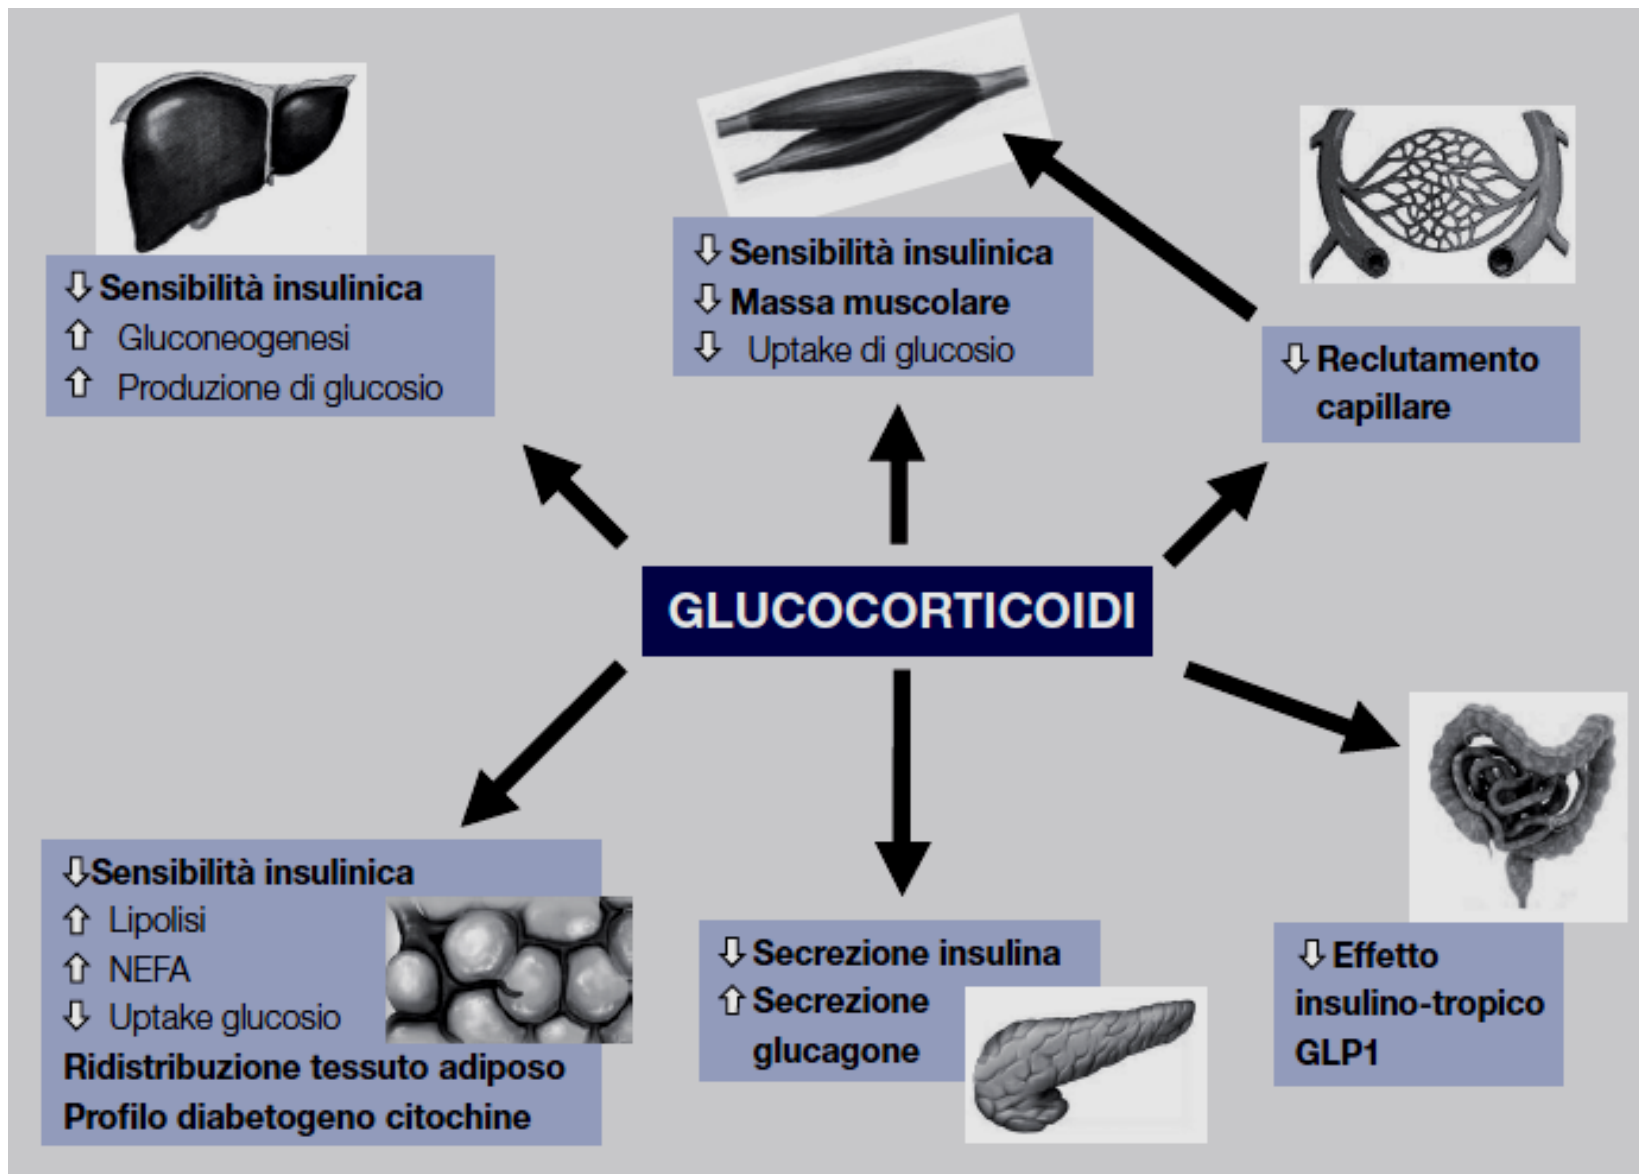 ⇩ Sensibilità insulinica
⇧ Gluconeogenesi
⇧ Produzione di glucosio
⇩ Sensibilità insulinica
⇩ Massa muscolare
⇩ Uptake di glucosio
⇩ Reclutamento
capillare
GLUCOCORTICOIDI
⇩Sensibilità insulinica
⇧ Lipolisi
⇧ NEFA
⇩ Uptake glucosio
Ridistribuzione tessuto adiposo
Profilo diabetogeno citochine
⇩ Secrezione insulina
⇧ Secrezione
glucagone
⇩ Effetto
insulino-tropico
GLP1